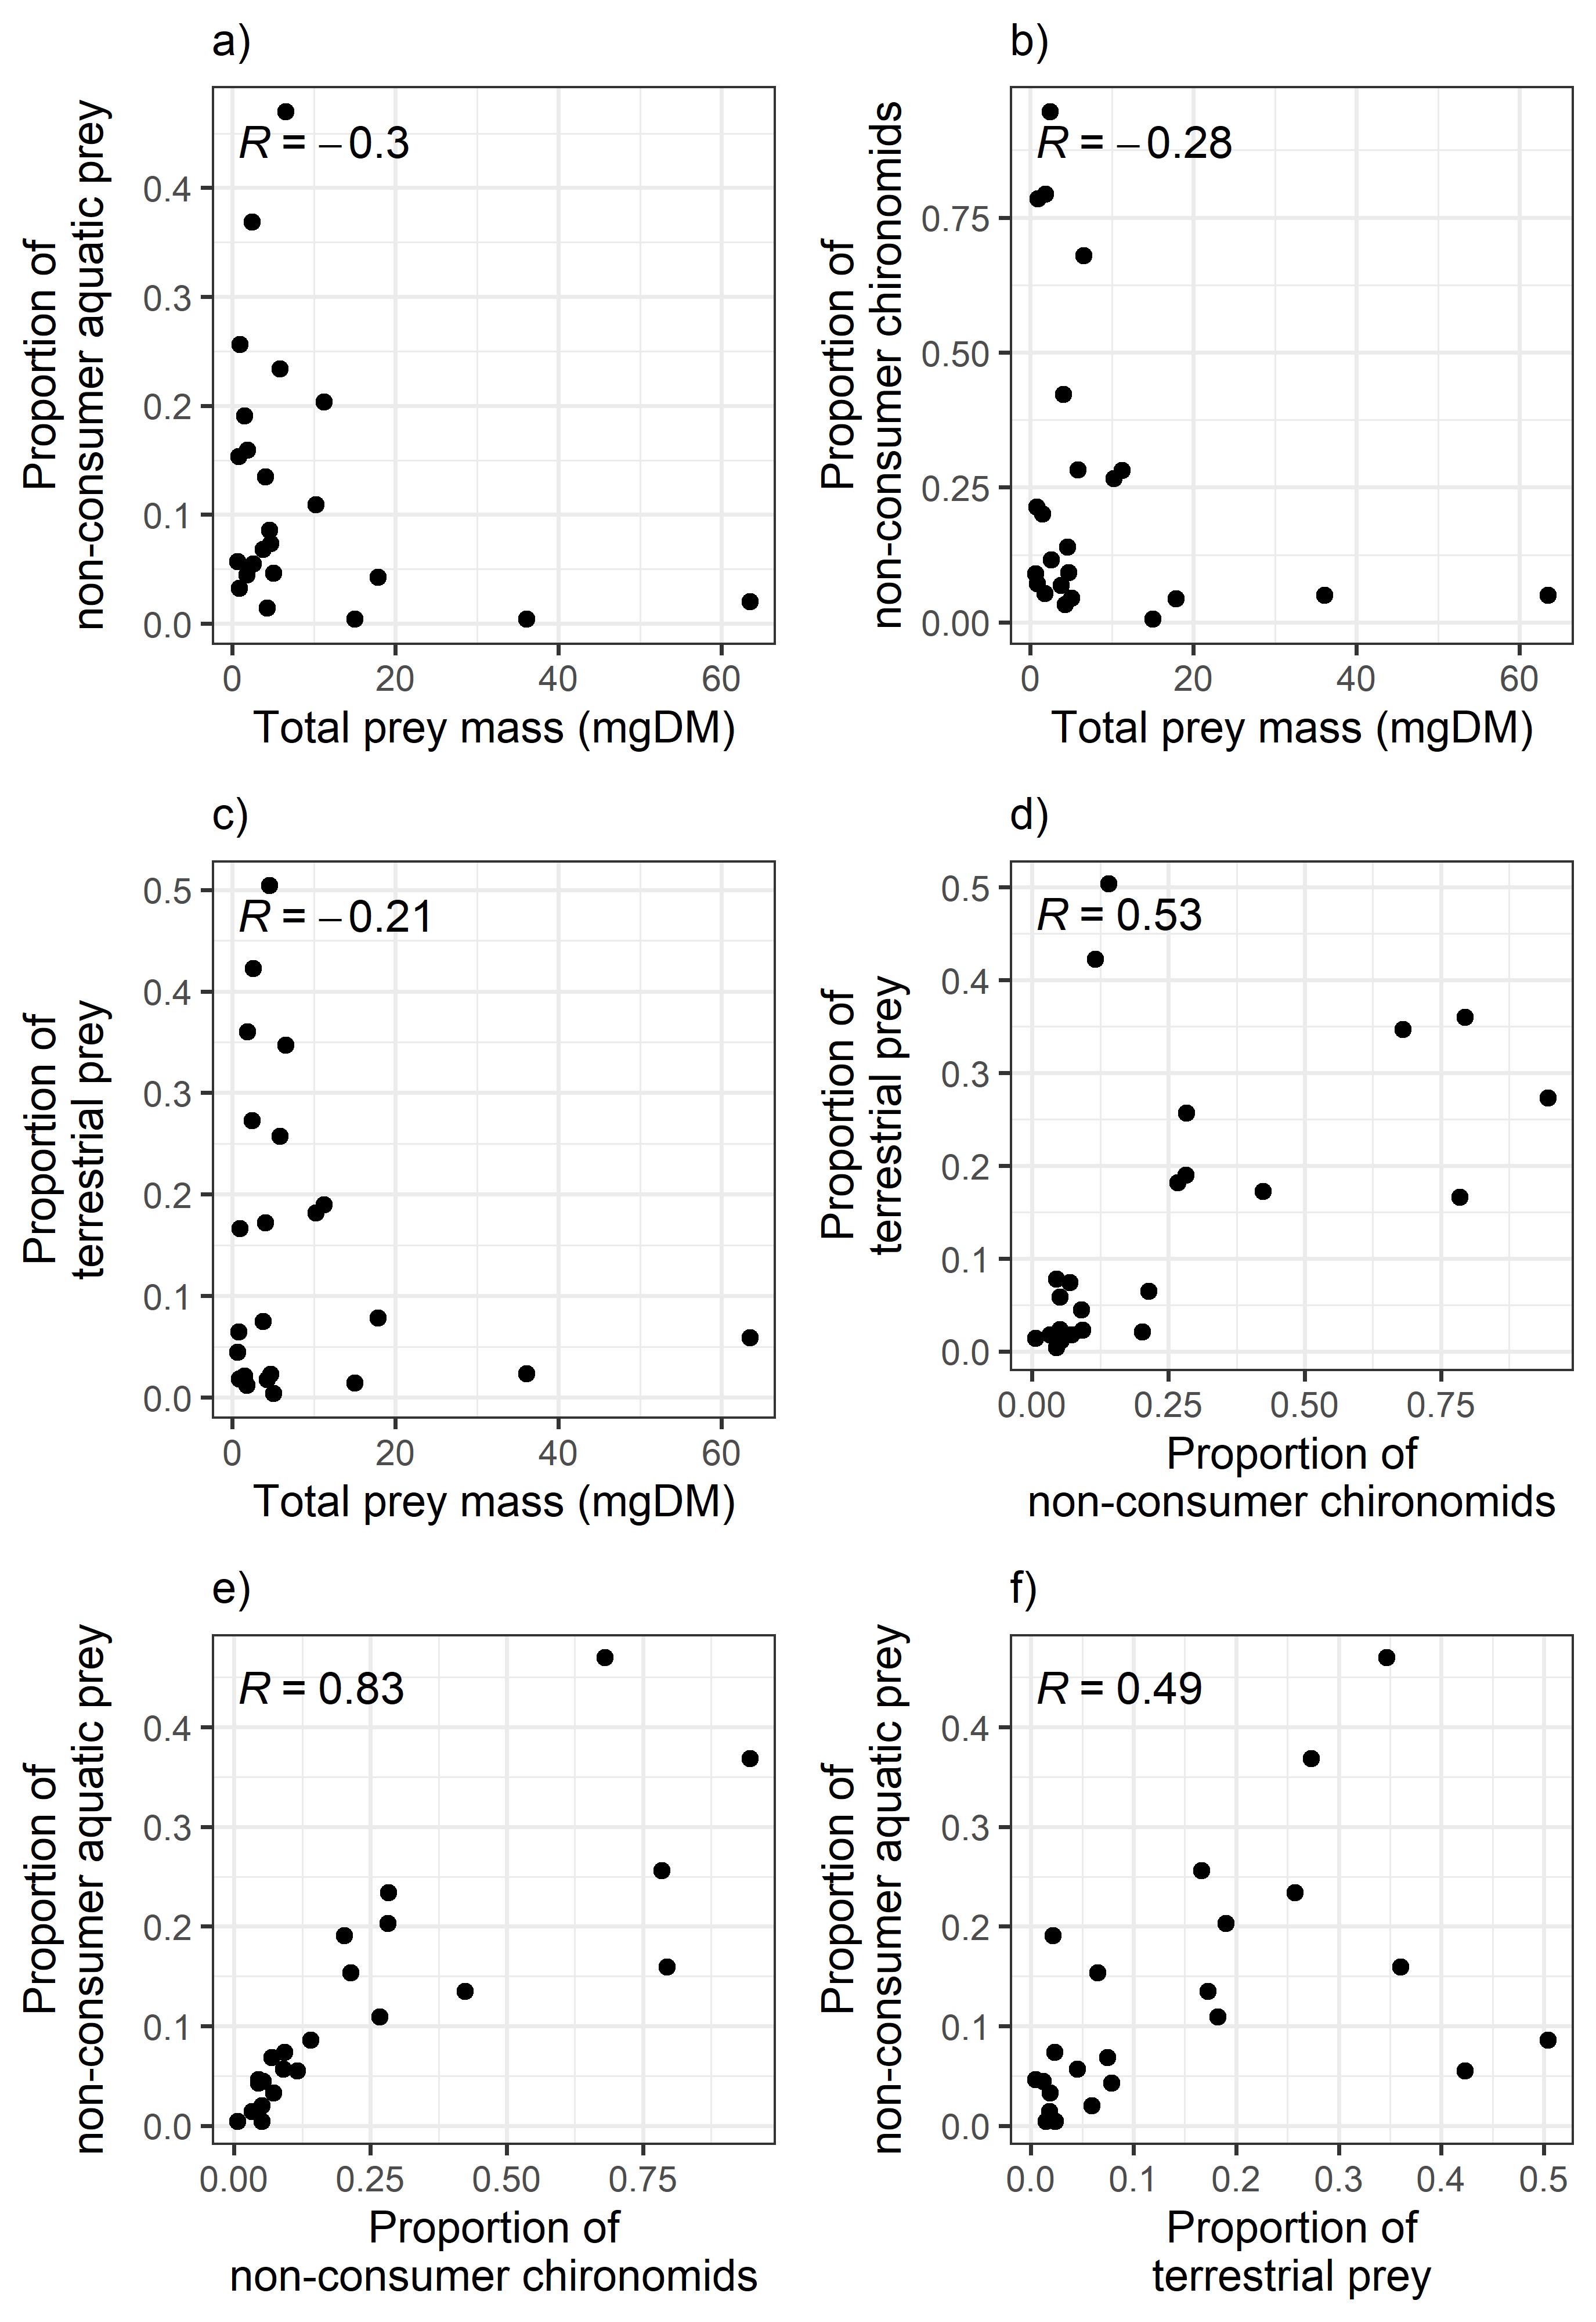 a)
R = −0.3
Proportion of
non-consumer aquatic prey
0.4
0.3
0.2
0.1
0.0
0 20 40 60
Total prey mass (mgDM)
b)
R = −0.28
Proportion of
non-consumer chironomids
0.75
0.50
0.25
0.00
0 20 40 60
Total prey mass (mgDM)
c)
R = −0.21
Proportion of
terrestrial prey
0.5
0.4
0.3
0.2
0.1
0.0
0 20 40 60
Total prey mass (mgDM)
d)
R = 0.53
Proportion of
terrestrial prey
0.5
0.4
0.3
0.2
0.1
0.0
0.00 0.25 0.50 0.75
Proportion of
non-consumer chironomids
e)
R = 0.83
Proportion of
non-consumer aquatic prey
0.4
0.3
0.2
0.1
0.0
0.00 0.25 0.50 0.75
Proportion of
non-consumer chironomids
f)
R = 0.49
Proportion of
non-consumer aquatic prey
0.4
0.3
0.2
0.1
0.0
0.0 0.1 0.2 0.3 0.4 0.5
Proportion of
terrestrial prey